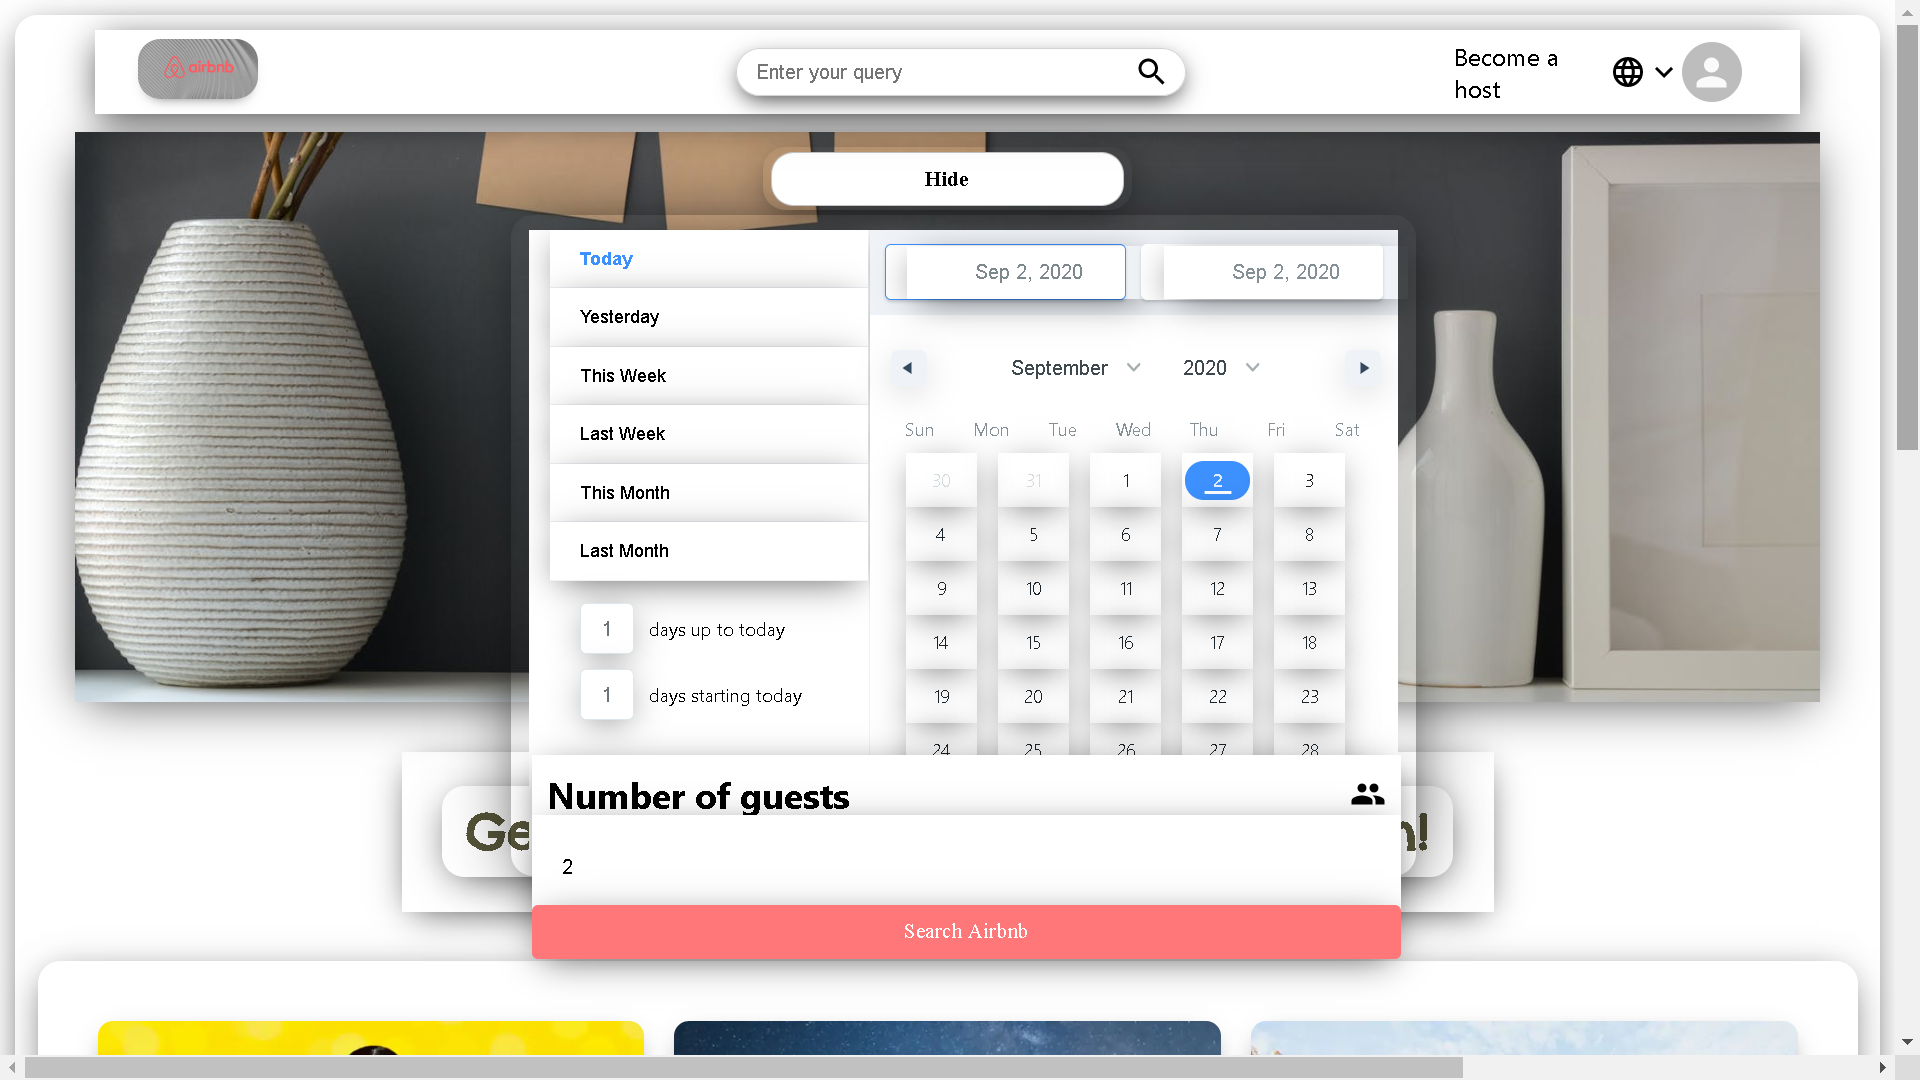 airbnb
Enter your query
Become a
host
Hide
Today
Yesterday
This Week
Last Week
This Month
Last Month
1 days up to today
1 days starting today
Sep 2, 2020
Sep 2, 2020
September 2020
Sun Mon Tue Wed Thu Fri Sat
30 31 1 2 3
4 5 6 7 8
9 10 11 12 13
14 15 16 17 18
19 20 21 22 23
24 25 26 27 28
Number of guests
2
Search Airbnb